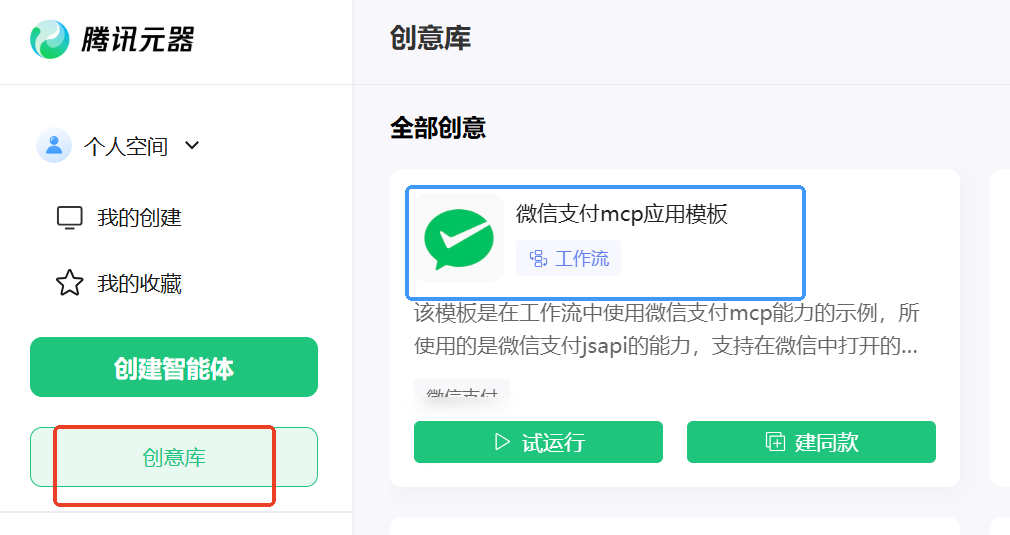 腾讯元器
创意库
个人空间
我的创建
我的收藏
创建智能体
创意库
全部创意
微信支付mcp应用模板
工作流
该模板是在工作流中使用微信支付mcp能力的示例，所
使用的是微信支付jsapi的能力，支持在微信中打开的...
微信支付
试运行
建同款